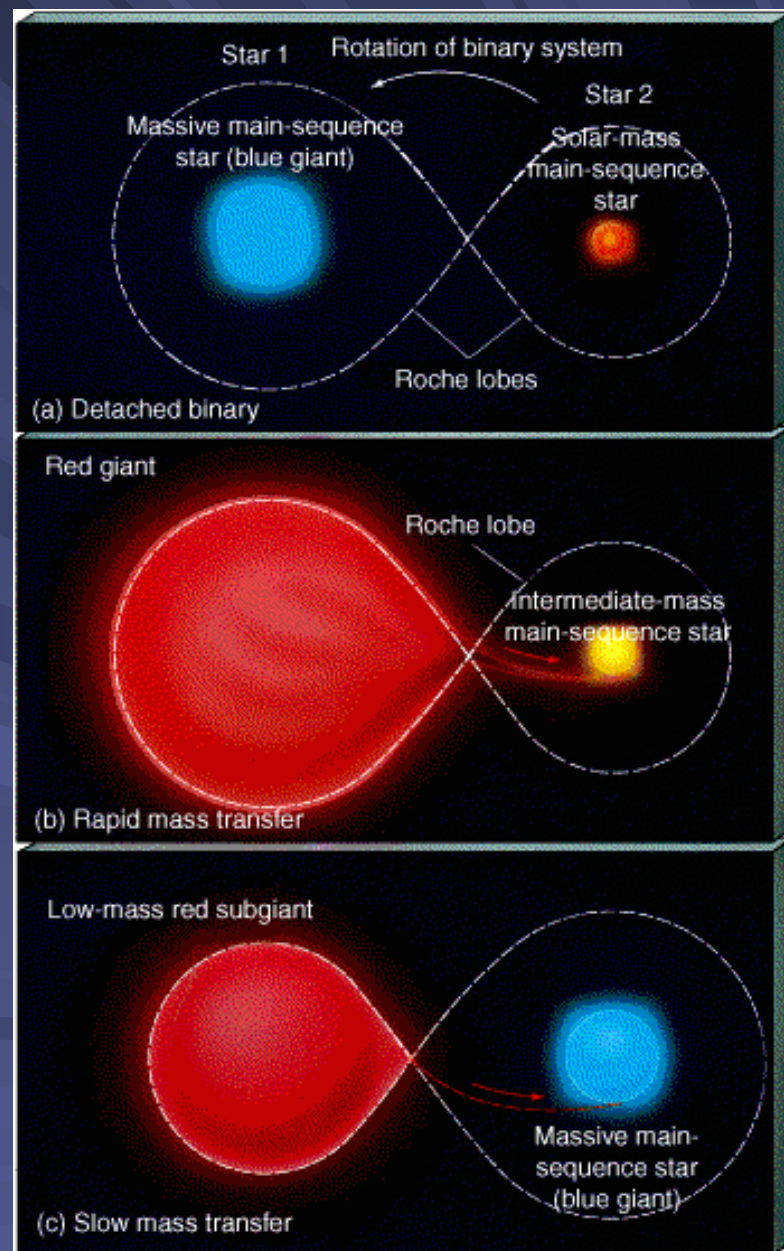 Star 1
Rotation of binary system
Star 2
Massive main-sequence
star (blue giant)
Solar-mass
main-sequence
star
Roche lobes
(a) Detached binary
Red giant
Roche lobe
Intermediate-mass
main-sequence star
(b) Rapid mass transfer
Low-mass red subgiant
Massive main-
sequence star
(blue giant)
(c) Slow mass transfer